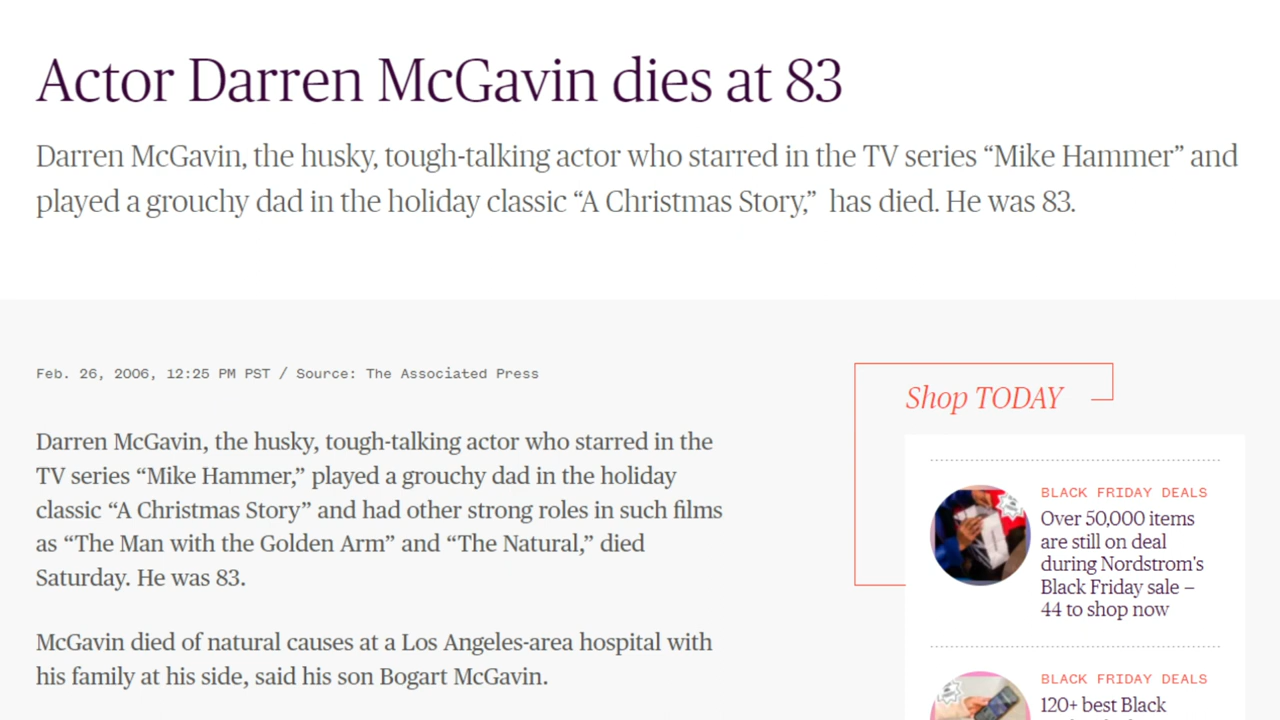 Actor Darren McGavin dies at 83
Darren McGavin, the husky, tough-talking actor who starred in the TV series “Mike Hammer” and
played a grouchy dad in the holiday classic “A Christmas Story,”  has died. He was 83.
Feb. 26, 2006, 12:25 PM PST / Source: The Associated Press
Darren McGavin, the husky, tough-talking actor who starred in the
TV series “Mike Hammer,” played a grouchy dad in the holiday
classic “A Christmas Story” and had other strong roles in such films
as “The Man with the Golden Arm” and “The Natural,” died
Saturday. He was 83.
McGavin died of natural causes at a Los Angeles-area hospital with
his family at his side, said his son Bogart McGavin.
Shop TODAY
BLACK FRIDAY DEALS
Over 50,000 items
are still on deal
during Nordstrom's
Black Friday sale —
44 to shop now
BLACK FRIDAY DEALS
120+ best Black